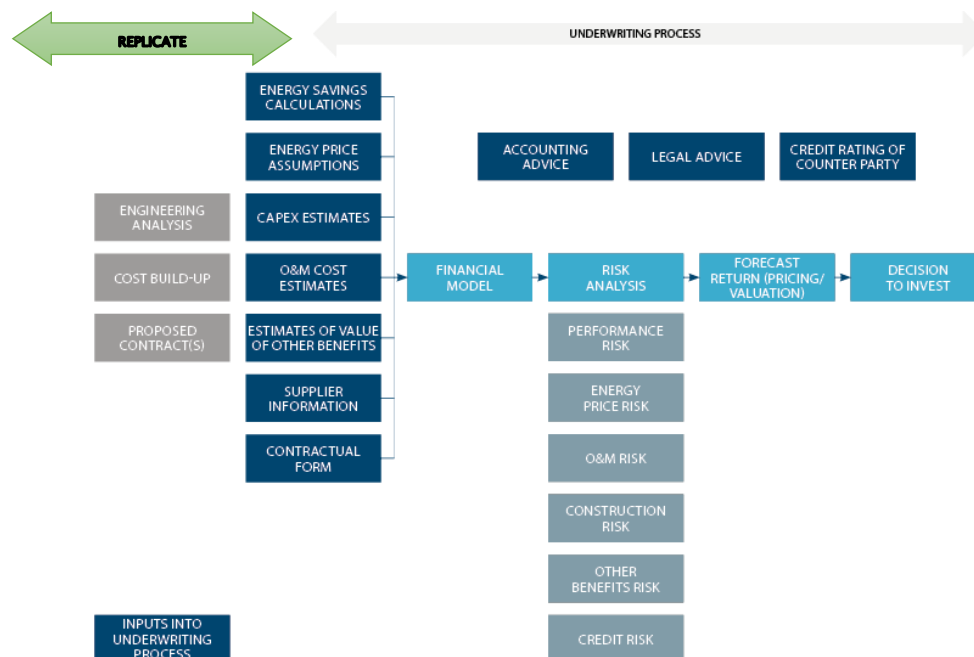 REPLICATE
UNDERWRITING PROCESS
ENERGY SAVINGS
CALCULATIONS
ENERGY PRICE
ASSUMPTIONS
ACCOUNTING
ADVICE
LEGAL ADVICE
CREDIT RATING OF
COUNTER PARTY
ENGINEERING
ANALYSIS
CAPEX ESTIMATES
COST BUILD-UP
O&M COST
ESTIMATES
FINANCIAL
MODEL
RISK
ANALYSIS
FORECAST
RETURN (PRICING/
VALUATION)
DECISION
TO INVEST
PROPOSED
CONTRACT(S)
ESTIMATES OF VALUE
OF OTHER BENEFITS
PERFORMANCE
RISK
SUPPLIER
INFORMATION
ENERGY
PRICE RISK
CONTRACTUAL
FORM
O&M RISK
CONSTRUCTION
RISK
OTHER
BENEFITS RISK
INPUTS INTO
UNDERWRITING
PROCESS
CREDIT RISK